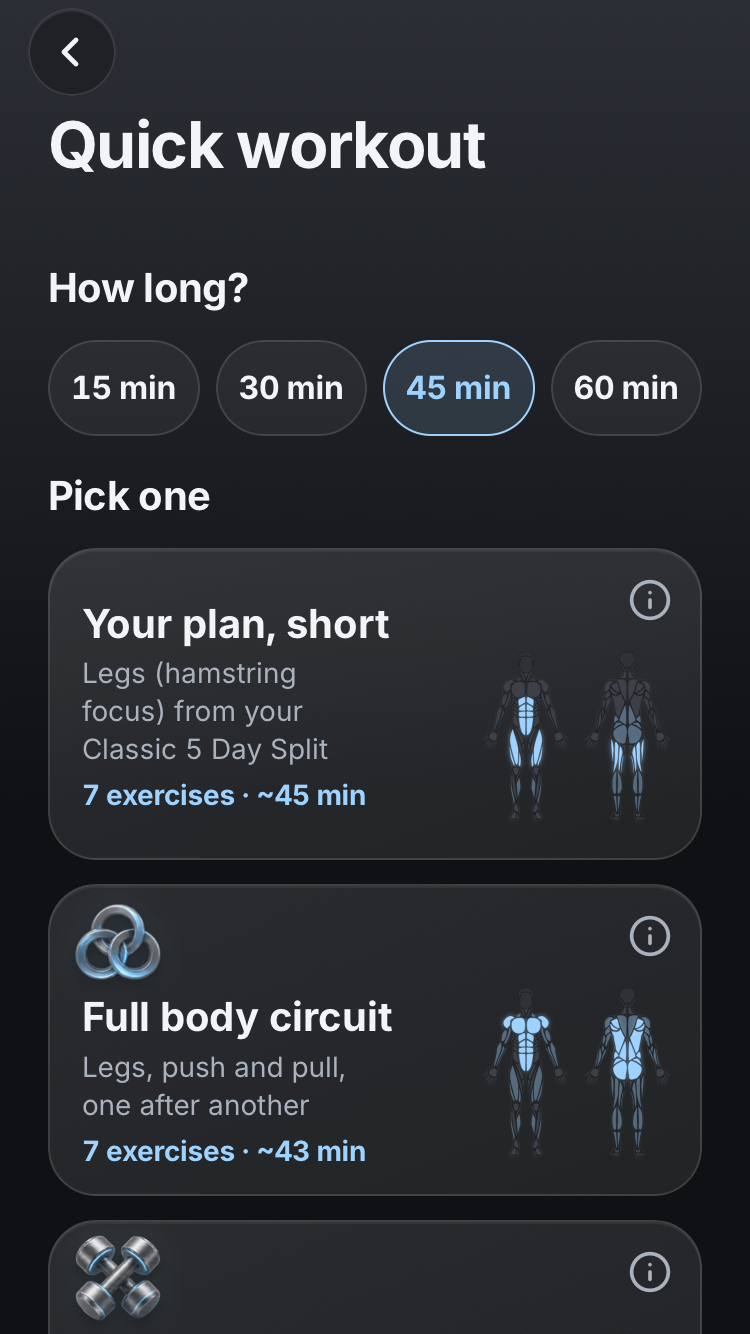 Quick workout
How long?
15 min 30 min 45 min 60 min
Pick one
Your plan, short
Legs (hamstring
focus) from your
Classic 5 Day Split
7 exercises · ~45 min
Full body circuit
Legs, push and pull,
one after another
7 exercises · ~43 min